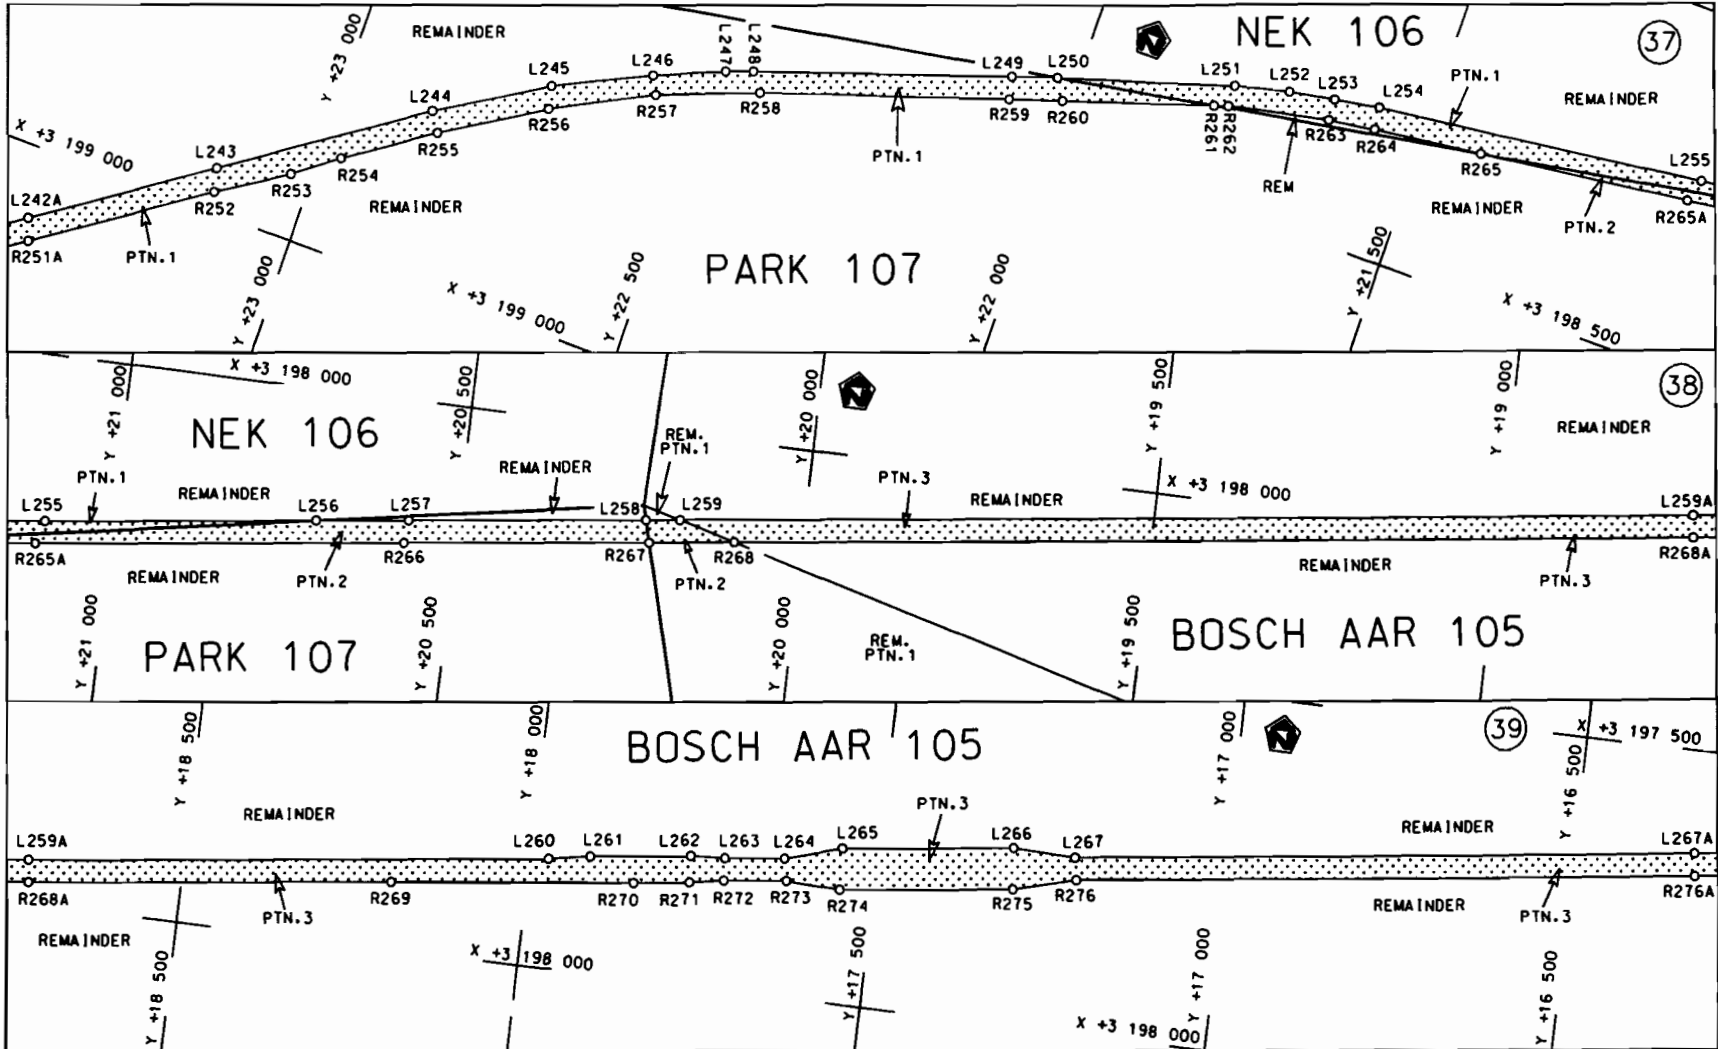 Y +23 000
REMAINDER
NEK 106
37
L245
L246
L247
L248
L249
L250
L251
L252
L253
L254
PTN.1
REMAINDER
L244
X +3 199 000
L243
R255
R256
R257
R258
PTN.1
R259
R260
R261
R262
REM
R263
R264
R265
L255
L242A
R251A
PTN.1
R252
R253
R254
REMAINDER
REMAINDER
PTN.2
R265A
PARK 107
Y +23 000
X +3 199 000
Y +22 500
Y +22 000
Y +21 500
X +3 198 500
Y +21 000
X +3 198 000
Y +20 500
Y +20 000
N
Y +19 500
Y +19 000
38
NEK 106
REM.
PTN.1
REMAINDER
PTN.1
REMAINDER
REMAINDER
PTN.3
REMAINDER
X +3 198 000
L255
L256
L257
L258
L259
L259A
R265A
REMAINDER
PTN.2
R266
R267
PTN.2
R268
REMAINDER
PTN.3
R268A
Y +21 000
PARK 107
Y +20 500
Y +20 000
REM.
PTN.1
Y +19 500
BOSCH AAR 105
Y +18 500
Y +18 000
BOSCH AAR 105
Y +17 000
N
39
Y +16 500
X +3 197 500
REMAINDER
PTN.3
REMAINDER
L259A
L260
L261
L262
L263
L264
L265
L266
L267
L267A
R268A
PTN.3
R269
R270
R271
R272
R273
R274
R275
R276
REMAINDER
PTN.3
R276A
REMAINDER
Y +18 500
X +3 198 000
Y +17 500
X +3 198 000
Y +17 000
Y +16 500